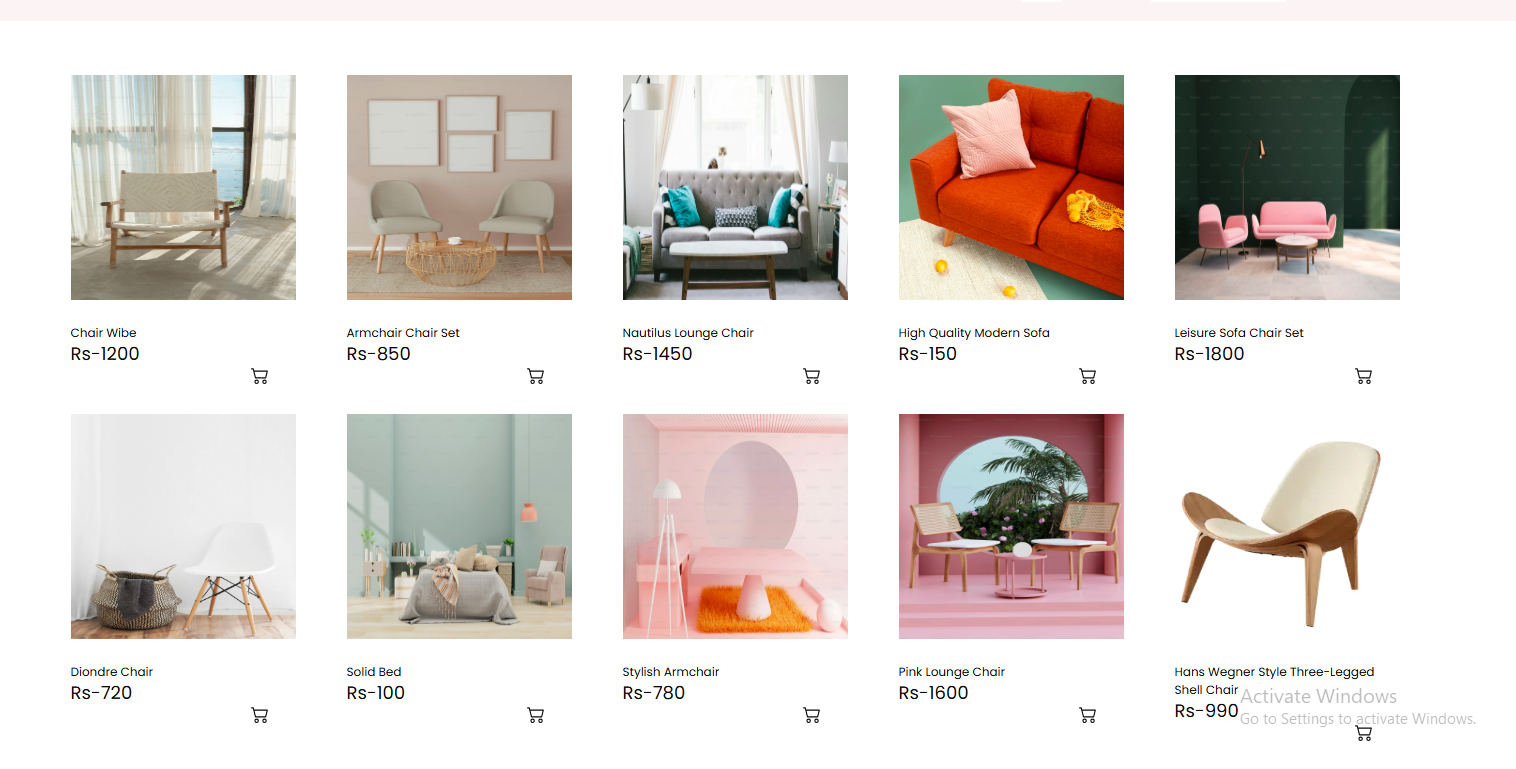 Chair Wibe
Rs-1200
Armchair Chair Set
Rs-850
Nautilus Lounge Chair
Rs-1450
High Quality Modern Sofa
Rs-150
Leisure Sofa Chair Set
Rs-1800
Diondre Chair
Rs-720
Solid Bed
Rs-100
Stylish Armchair
Rs-780
Pink Lounge Chair
Rs-1600
Hans Wegner Style Three-Legged
Shell Chair
Rs-990
Activate Windows
Go to Settings to activate Windows.